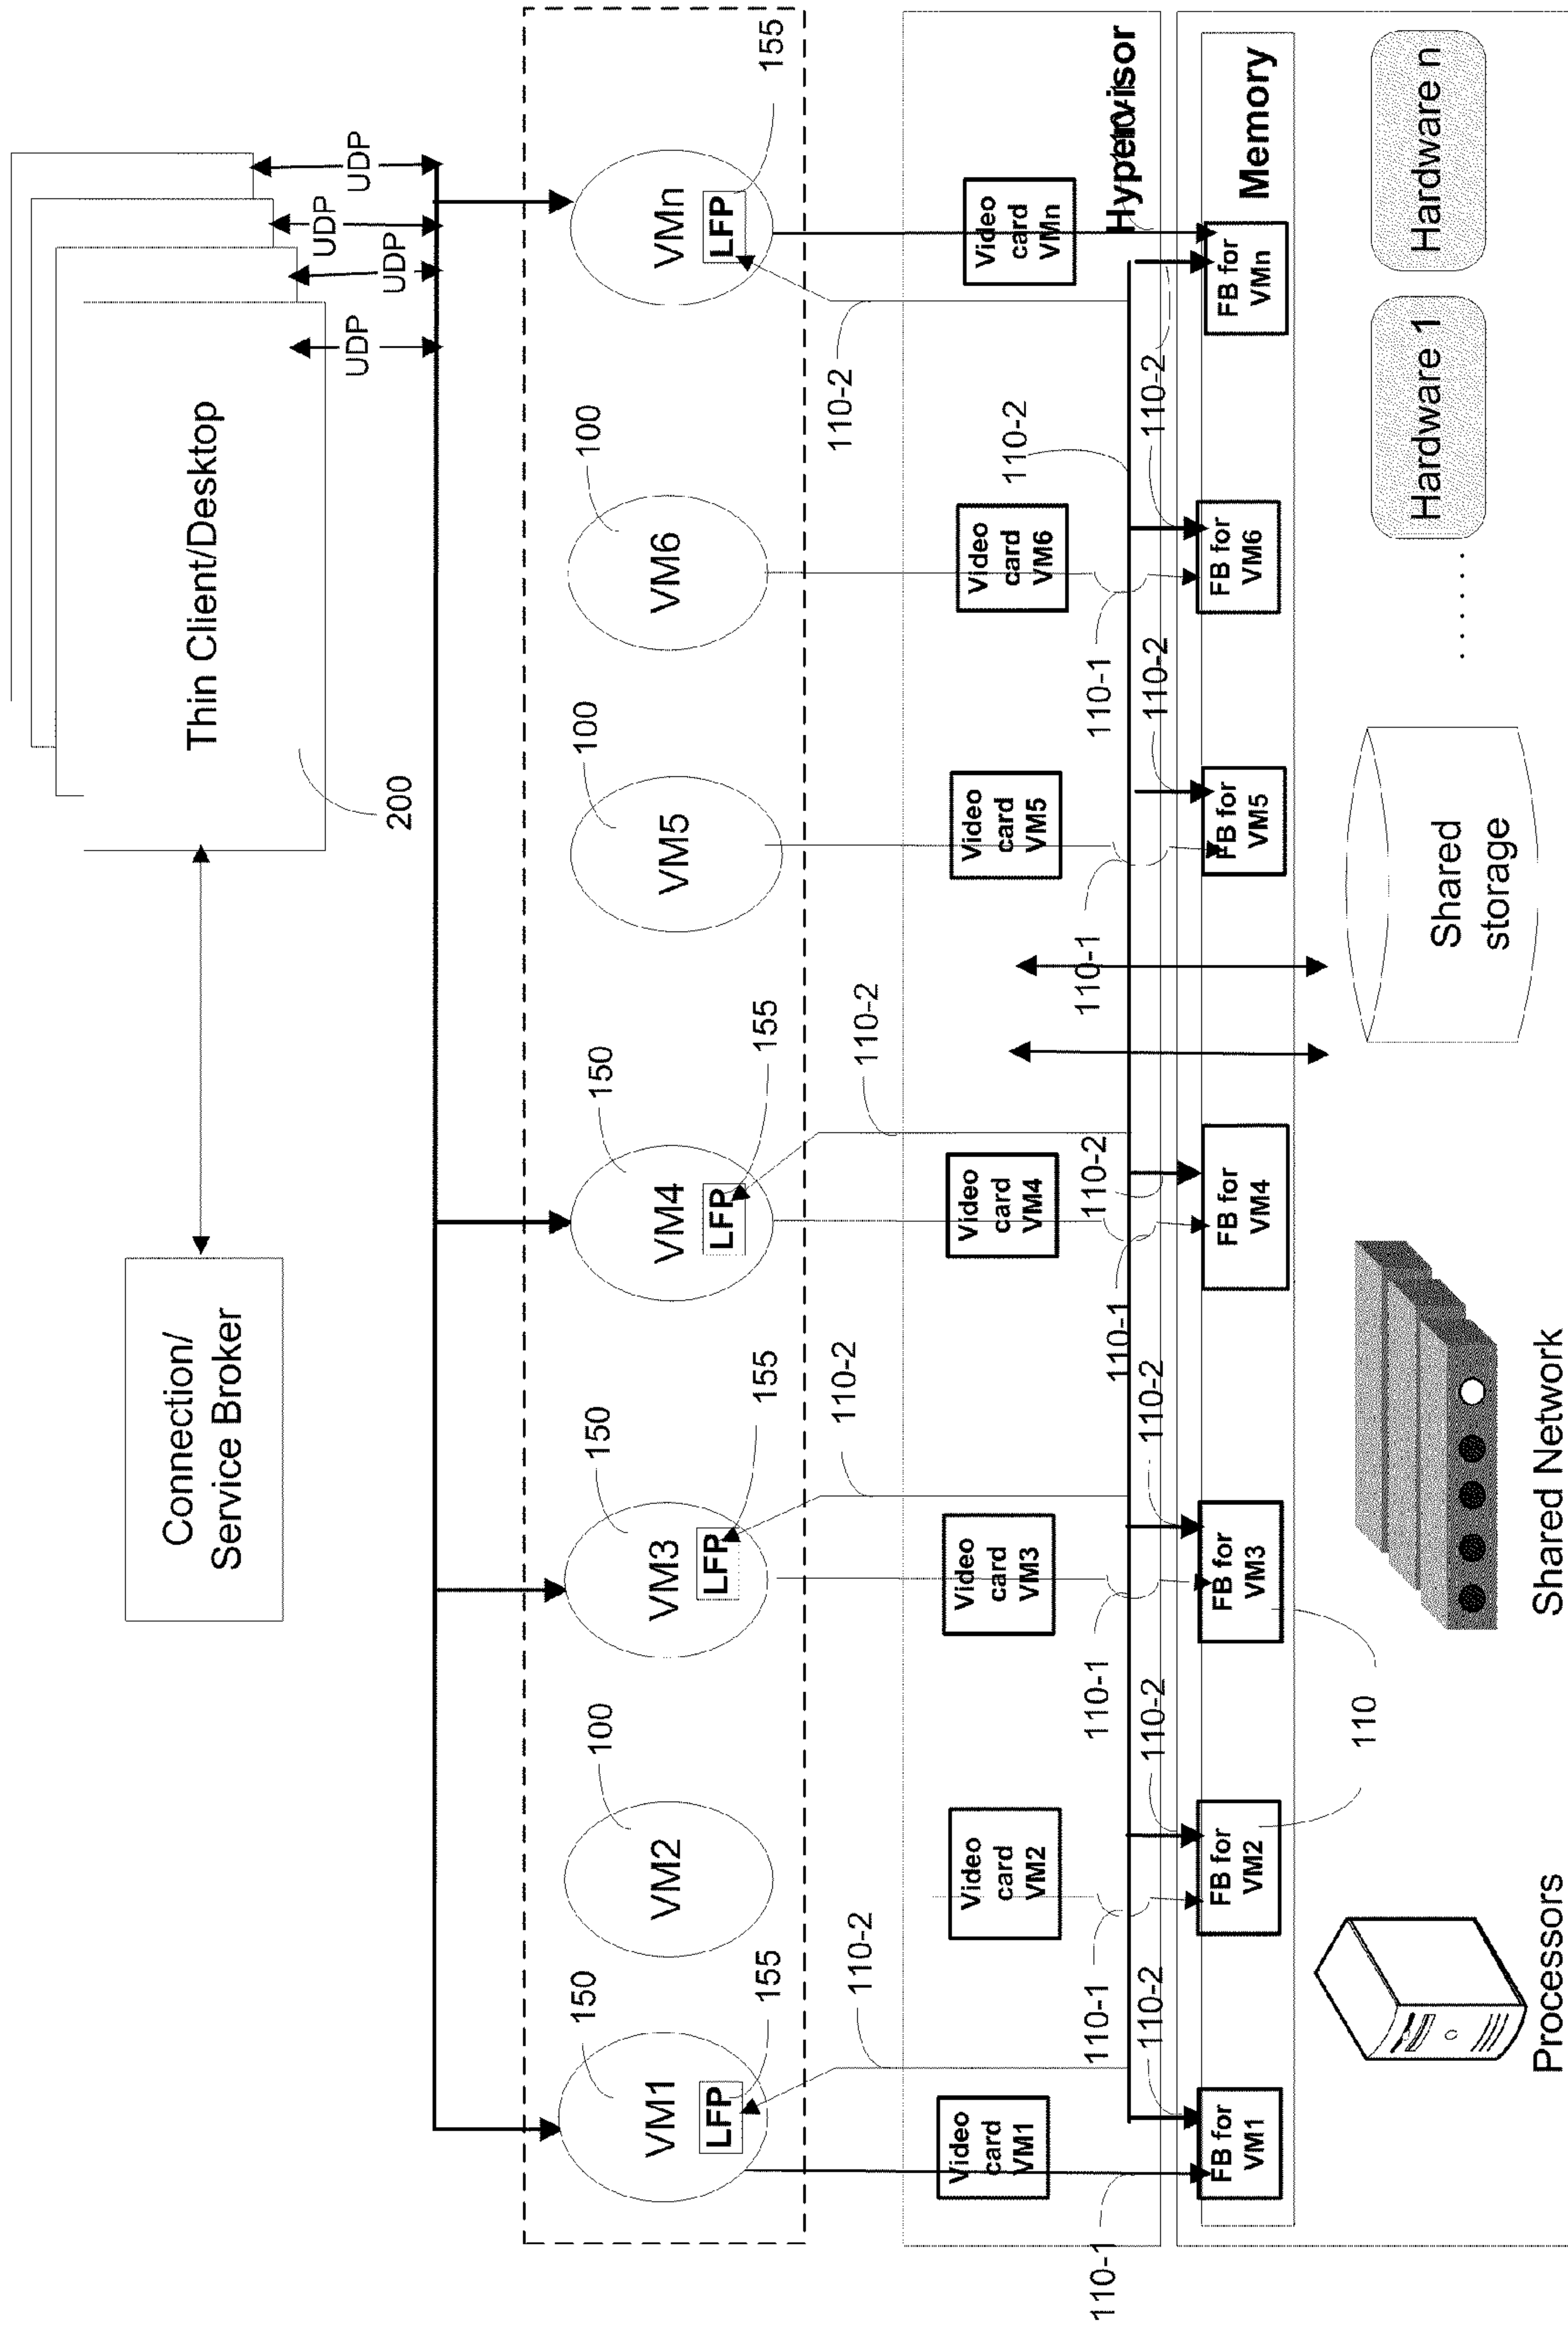 Connection/
Service Broker
Thin Client/Desktop
200
UDP
UDP
UDP
UDP
150
100
150
150
100
100
VM1
LFP
VM2
VM3
LFP
VM4
LFP
VM5
VM6
VMn
LFP
155
155
155
155
110-2
110-2
110-2
110-2
Video
card
VM1
Video
card
VM2
Video
card
VM3
Video
card
VM4
Video
card
VM5
Video
card
VM6
Video
card
VMn
110-2
Hypervisor
110-1
110-1
110-1
110-1
110-1
110-1
110-2
110-2
110-2
110-2
110-2
110-2
FB for
VM1
FB for
VM2
FB for
VM3
FB for
VM4
FB for
VM5
FB for
VM6
FB for
VMn
Memory
110
Processors
Shared Network
Shared
storage
......
Hardware 1
Hardware n